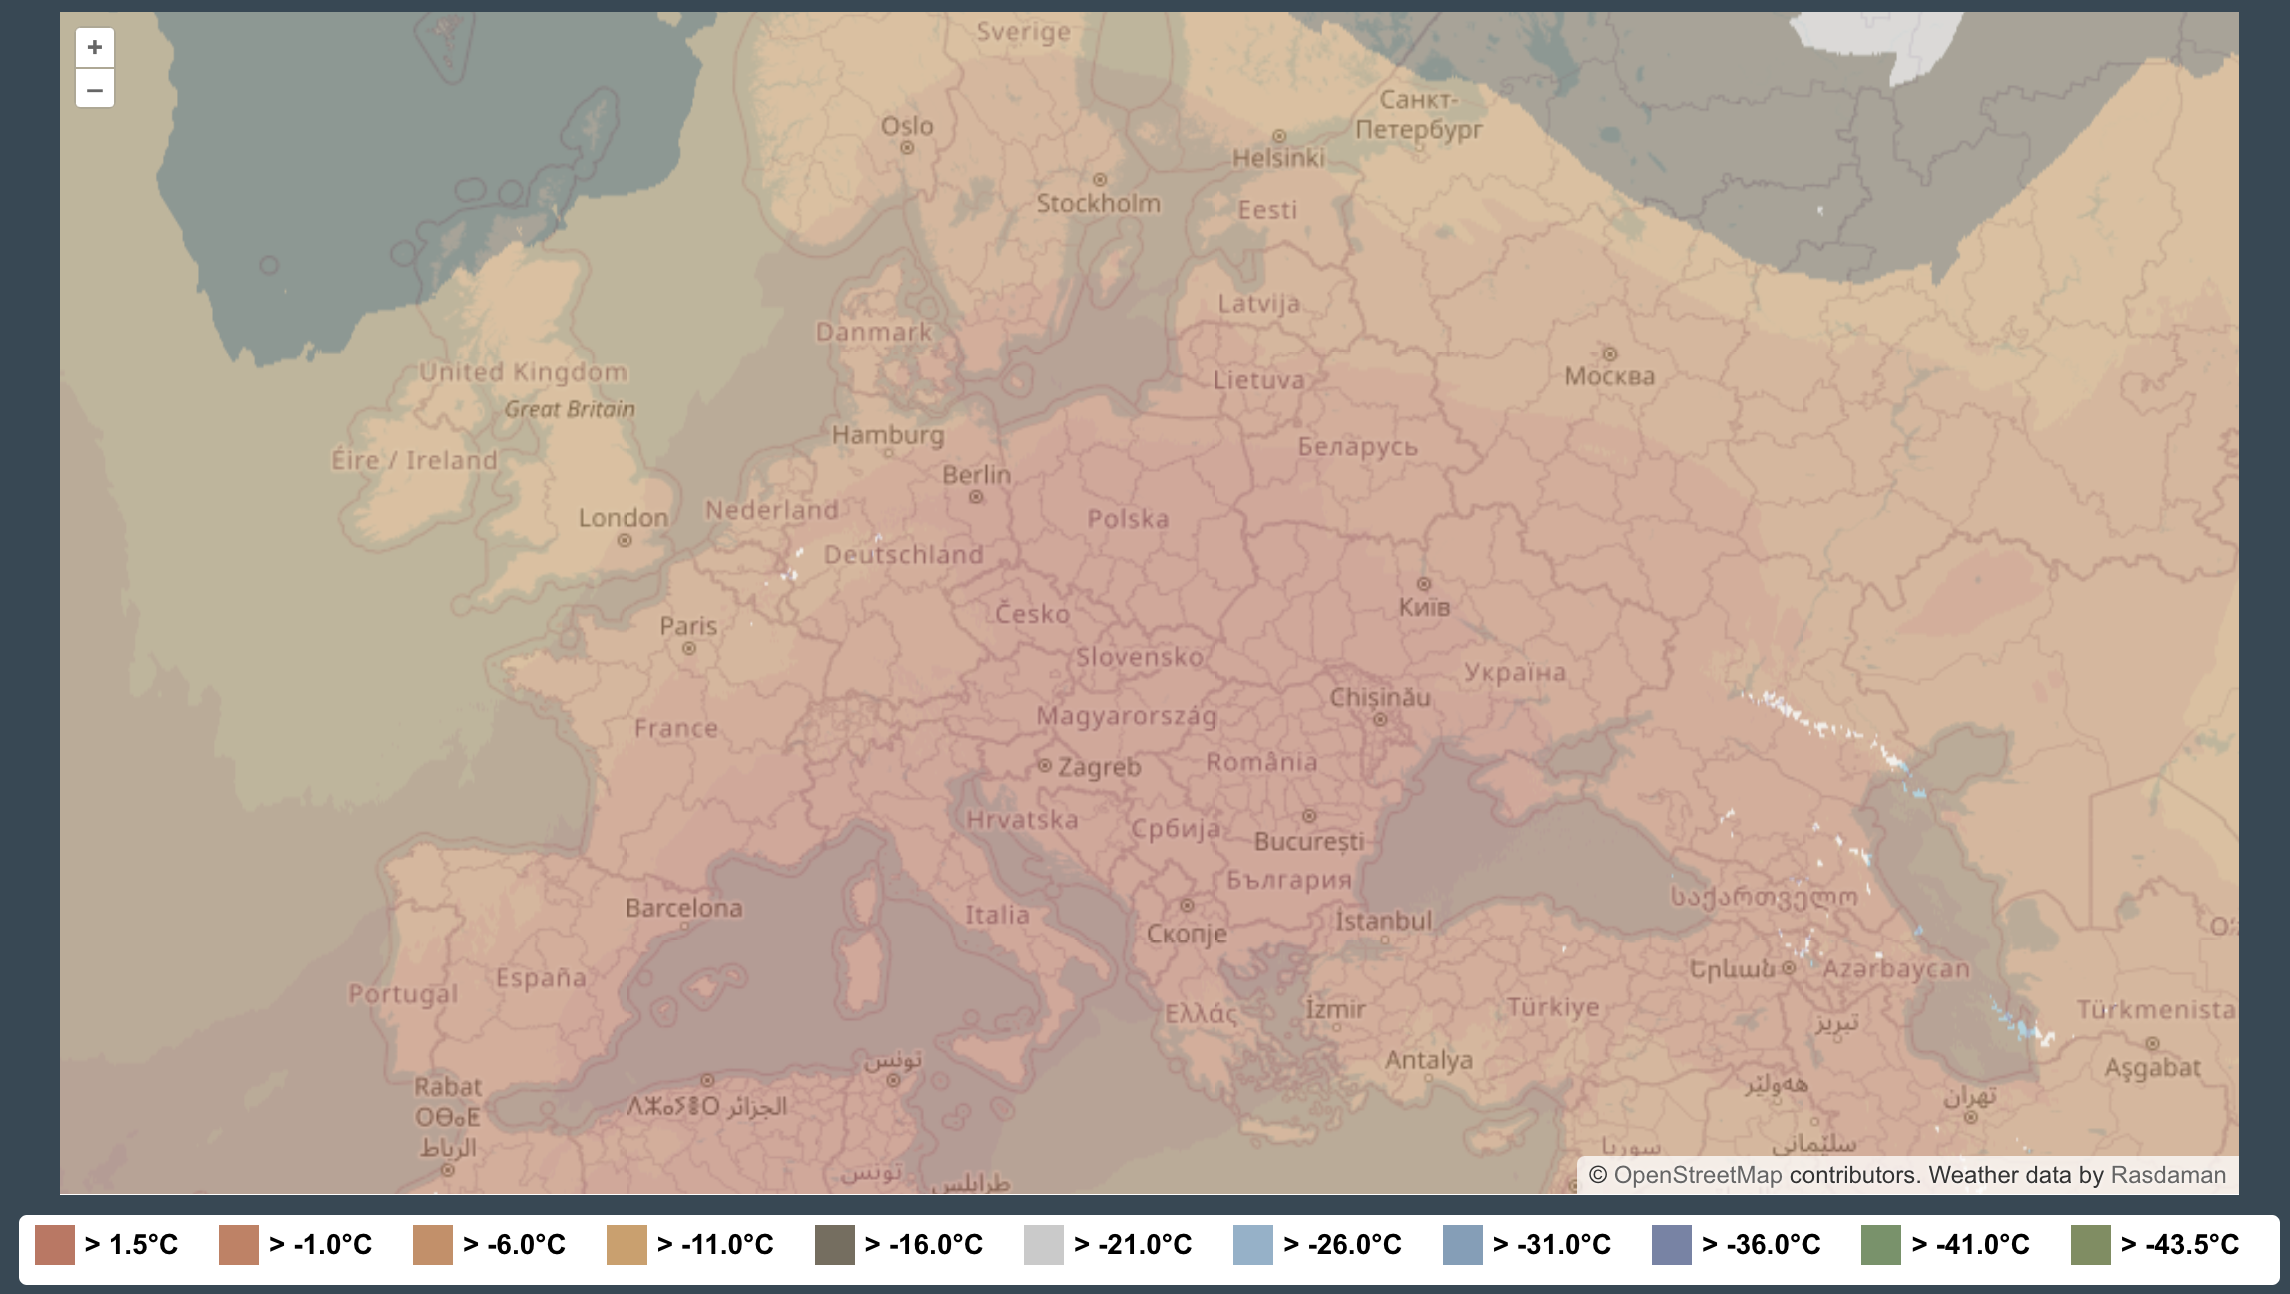 +
–
Sverige
Санкт-
Петербург
Oslo
Helsinki
Stockholm
Eesti
Latvija
Danmark
United Kingdom
Lietuva
Москва
Great Britain
Hamburg
Беларусь
Éire / Ireland
Berlin
Nederland
London
Polska
Deutschland
Київ
Česko
Paris
Slovensko
Україна
Chișinău
Magyarország
France
România
Zagreb
Hrvatska
Србија
București
България
საქართველო
Barcelona
Italia
İstanbul
Скопје
Երևան
Azərbaycan
España
Portugal
Ελλάς
İzmir
Türkiye
Türkmenista
تبریز
تونس
Antalya
Aşgabat
Rabat
ⵔⴱⴰⵟ
الرباط
ⴷⵣⴰⵢⴻⵔ الجزائر
هەولێر
تهران
سوريا
سلێمانی
تونس
طرابلس
© OpenStreetMap contributors. Weather data by Rasdaman
> 1.5°C > -1.0°C > -6.0°C > -11.0°C > -16.0°C > -21.0°C > -26.0°C > -31.0°C > -36.0°C > -41.0°C > -43.5°C